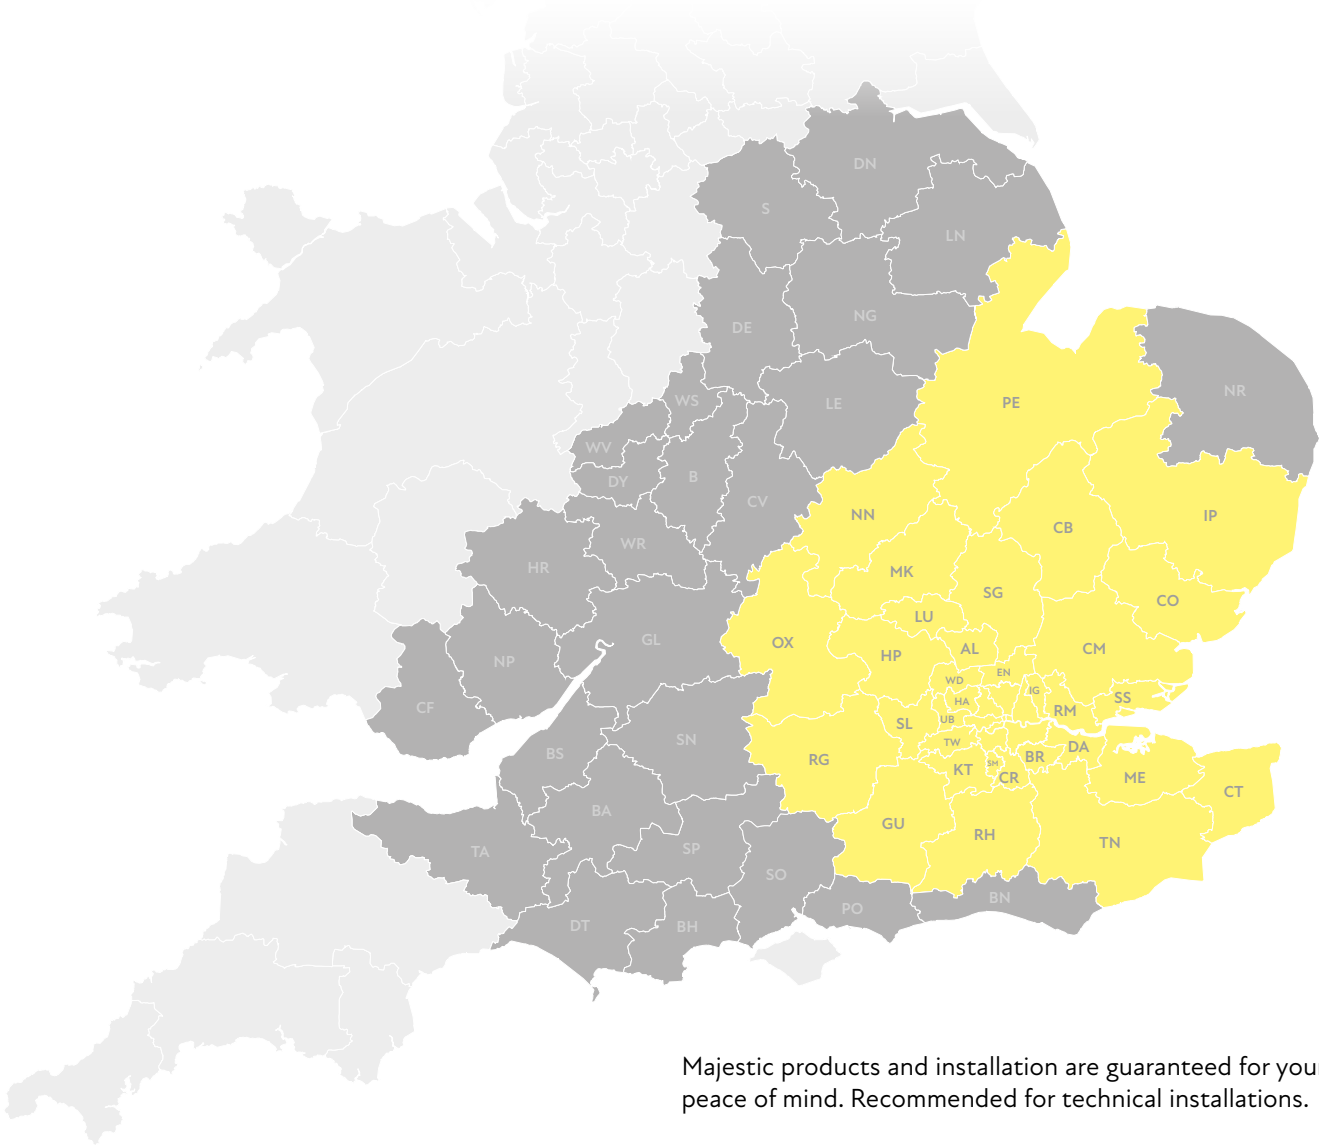 DN
S
LN
DE
NG
NR
WS
LE
PE
WV
DY
B
CV
NN
IP
CB
WR
HR
MK
SG
CO
LU
GL
OX
HP
AL
CM
NP
EN
WD
IG
SS
CF
HA
RM
UB
SL
SN
TW
DA
BS
RG
BR
SM
KT
CR
ME
CT
BA
GU
RH
TN
TA
SP
SO
BN
PO
DT
BH
Majestic products and installation are guaranteed for you
peace of mind. Recommended for technical installations.